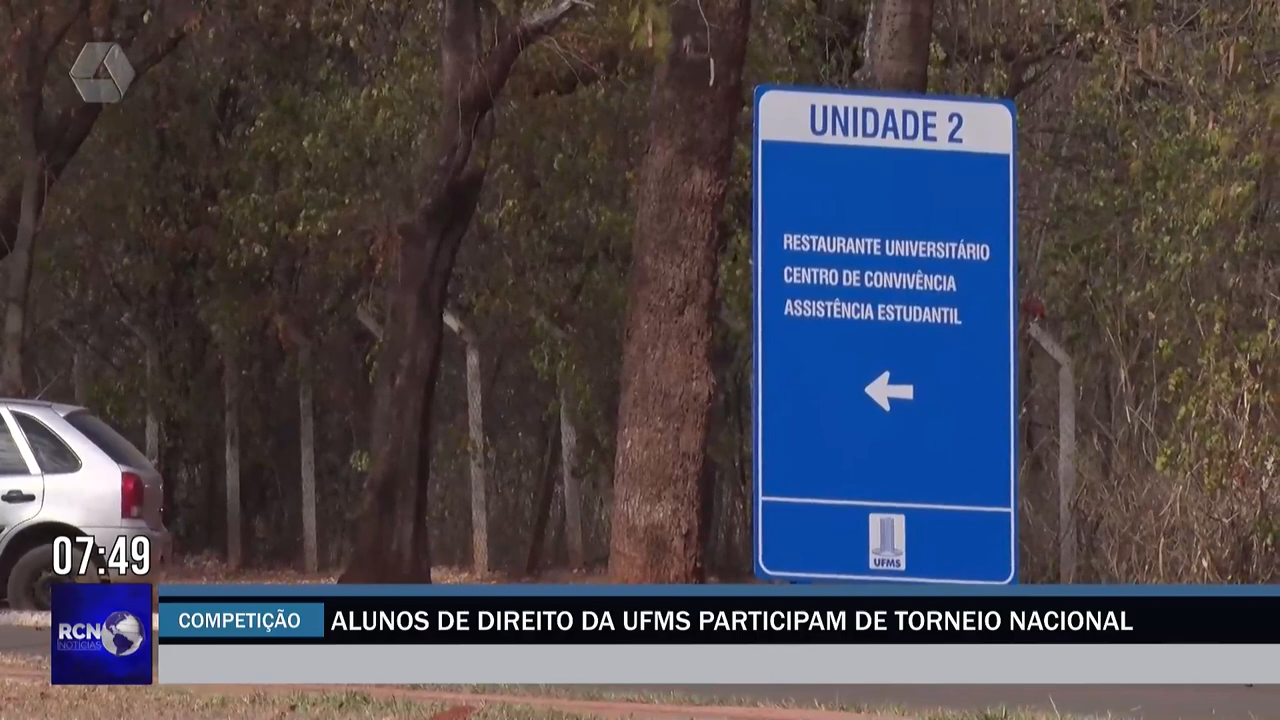 UNIDADE 2
RESTAURANTE UNIVERSITÁRIO
CENTRO DE CONVIVÊNCIA
ASSISTÊNCIA ESTUDANTIL
UFMS
07:49
RCN
NOTÍCIAS
COMPETIÇÃO
ALUNOS DE DIREITO DA UFMS PARTICIPAM DE TORNEIO NACIONAL